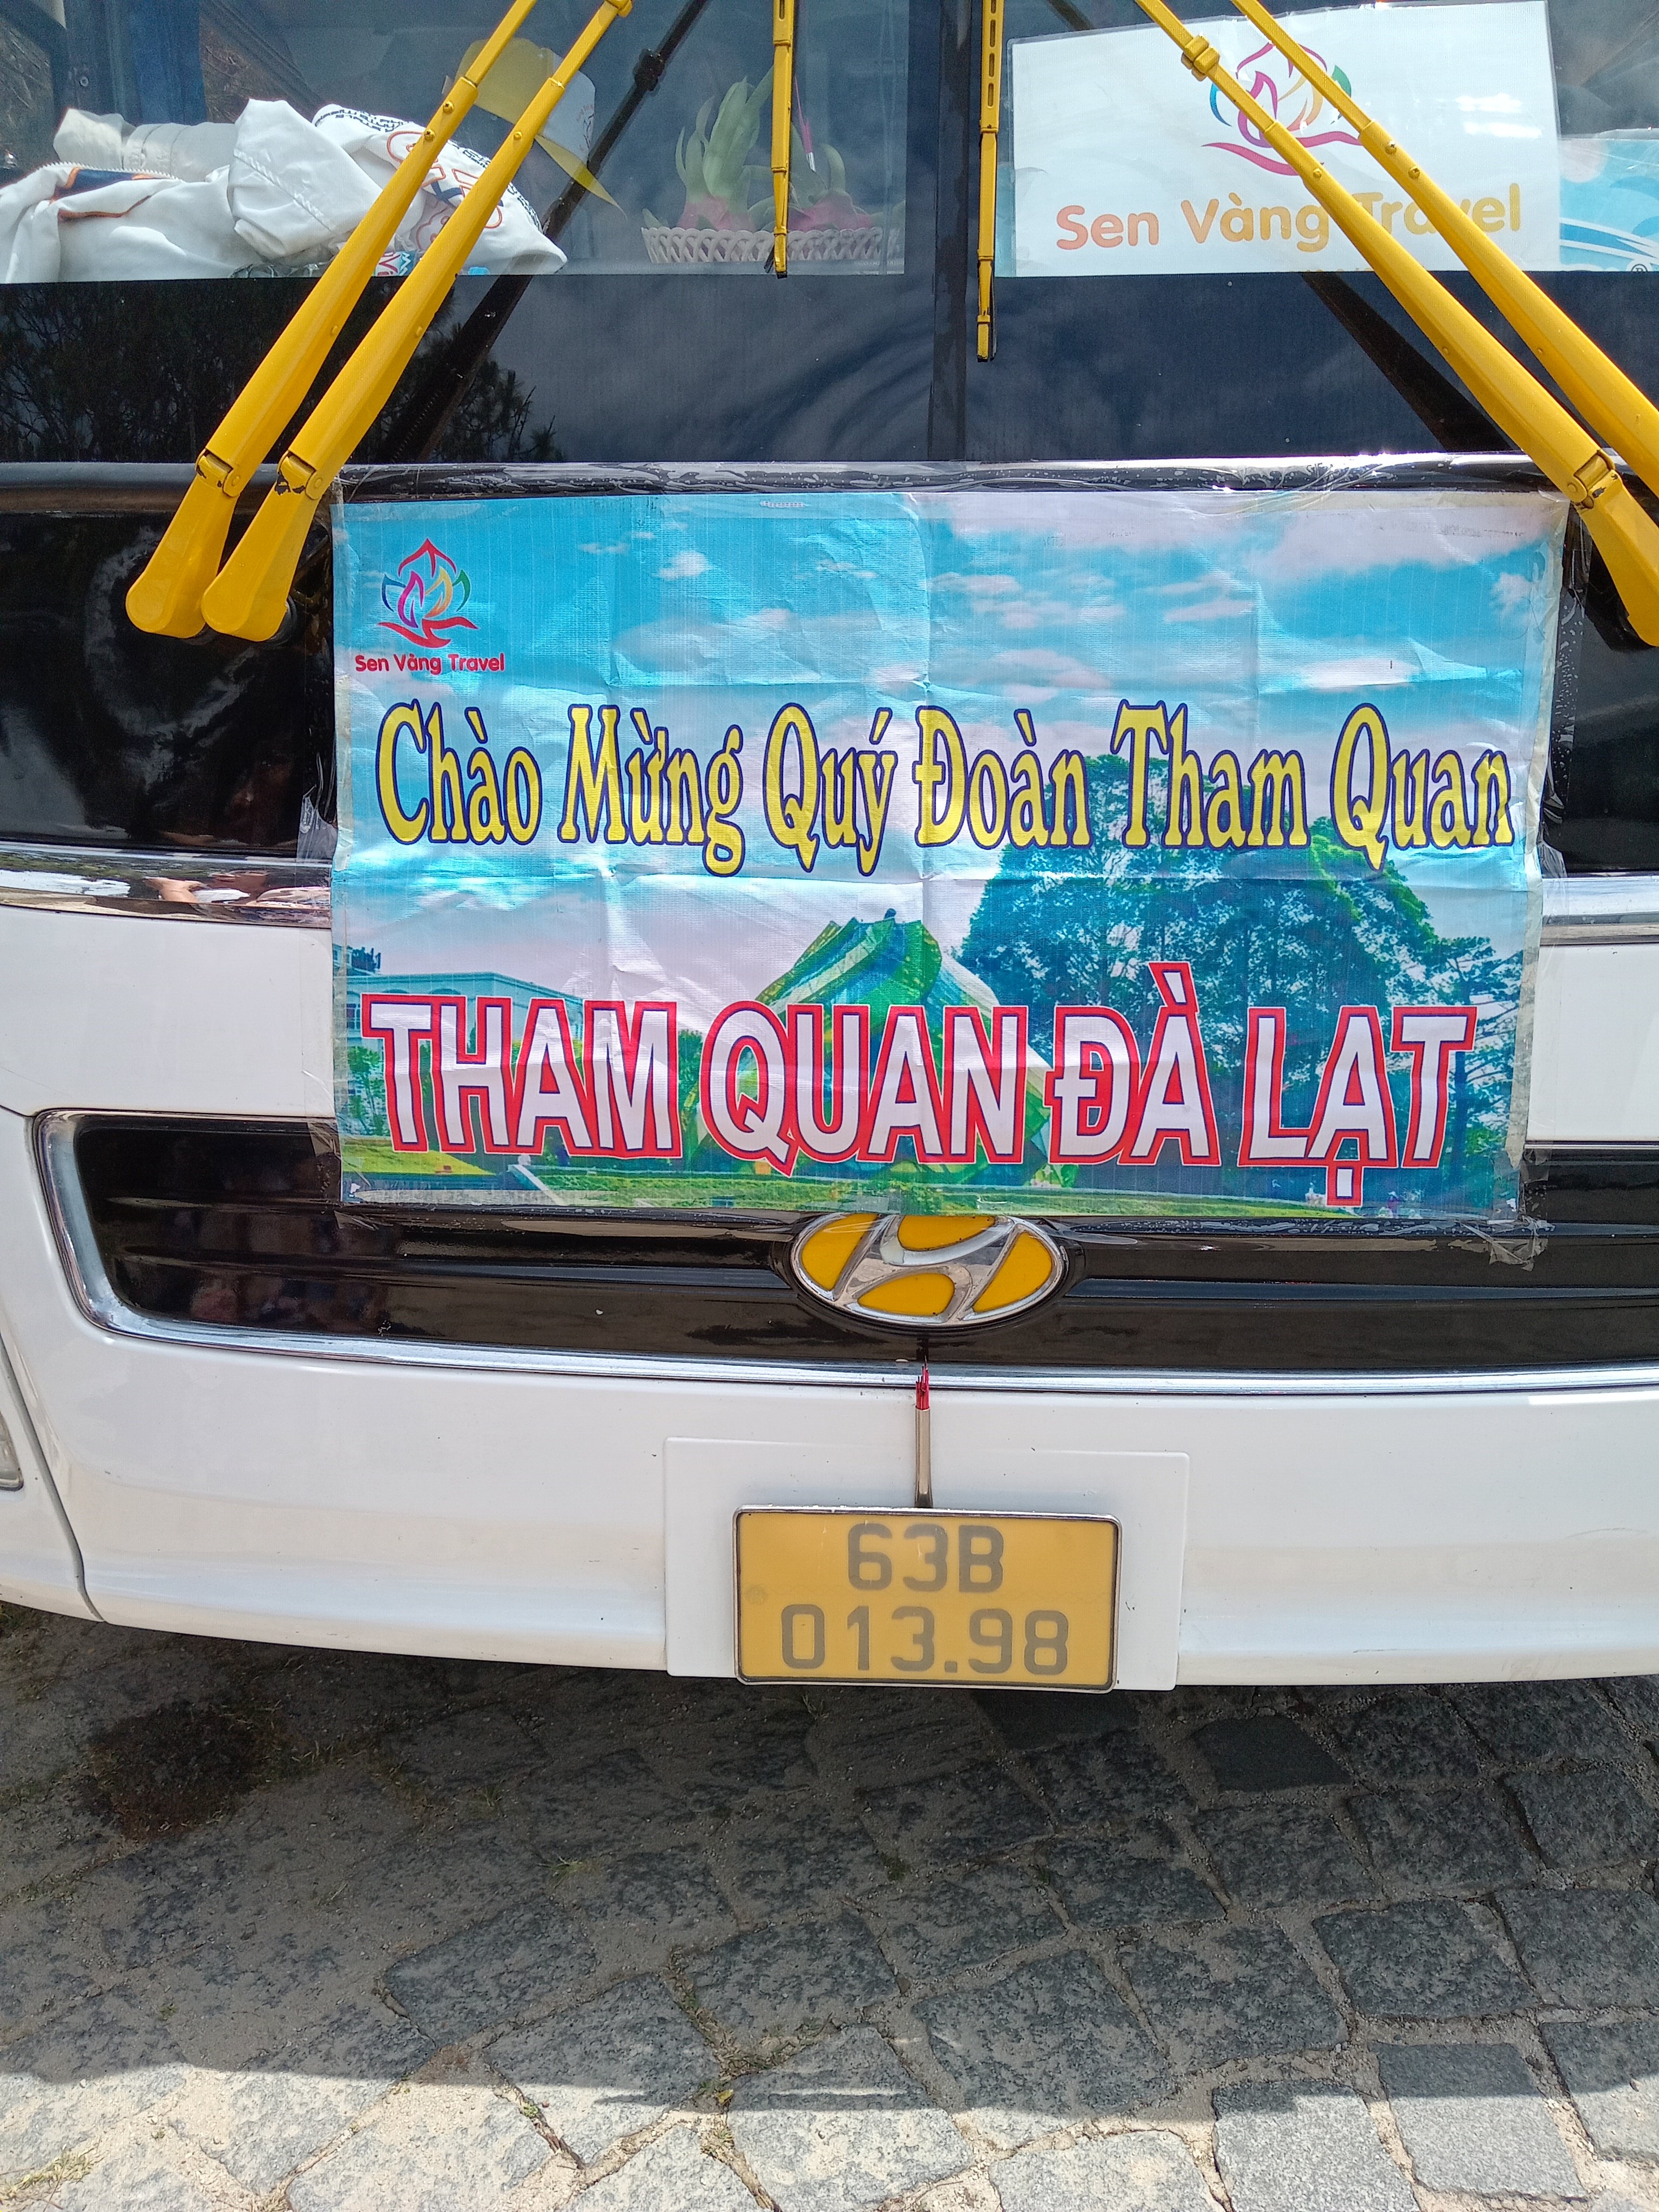 Sen Vàng Travel
Sen Vàng Travel
Chào Mừng Quý Đoàn Tham Quan
THAM QUAN ĐÀ LẠT
63B
013.98